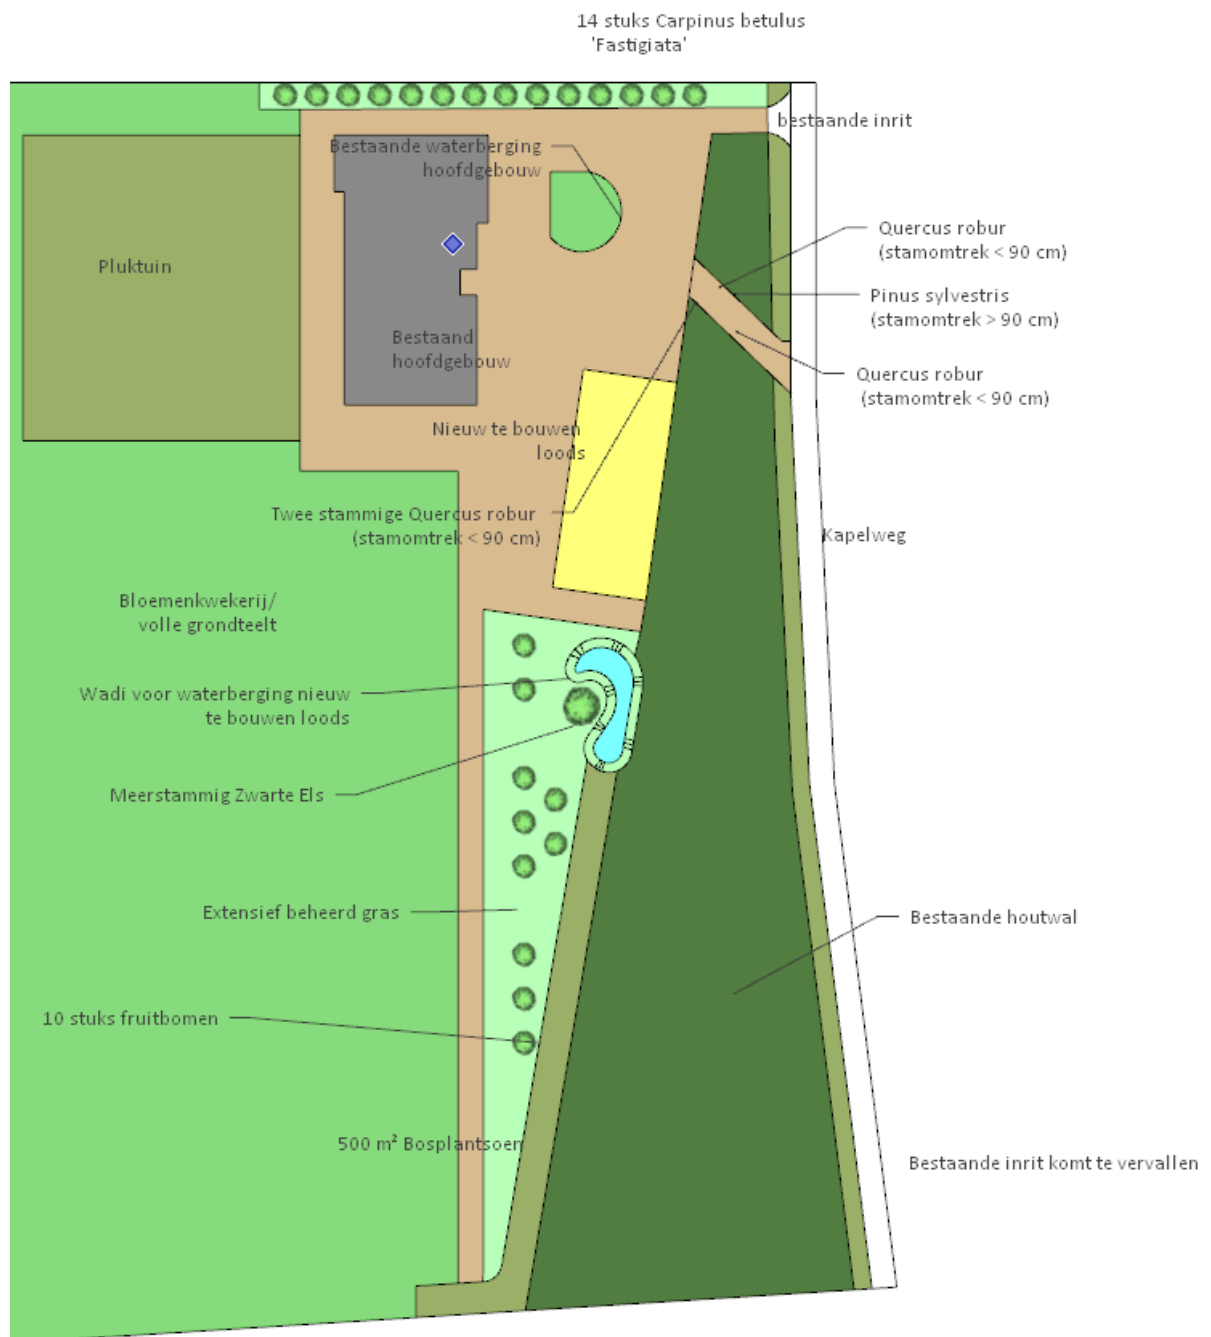 14 stuks Carpinus betulus
'Fastigiata'
bestaande inrit
Bestaande waterberging
hoofdgebouw
Quercus robur
(stamomtrek < 90 cm)
Pluktuin
Pinus sylvestris
(stamomtrek > 90 cm)
Bestaand
hoofdgebouw
Quercus robur
(stamomtrek < 90 cm)
Nieuw te bouwen
loods
Twee stammige Quercus robur
(stamomtrek < 90 cm)
Kapelweg
Bloemenkwekerij/
volle grondteelt
Wadi voor waterberging nieuw
te bouwen loods
Meerstammig Zwarte Els
Extensief beheerd gras
Bestaande houtwal
10 stuks fruitbomen
500 m² Bosplantsoen
Bestaande inrit komt te vervallen